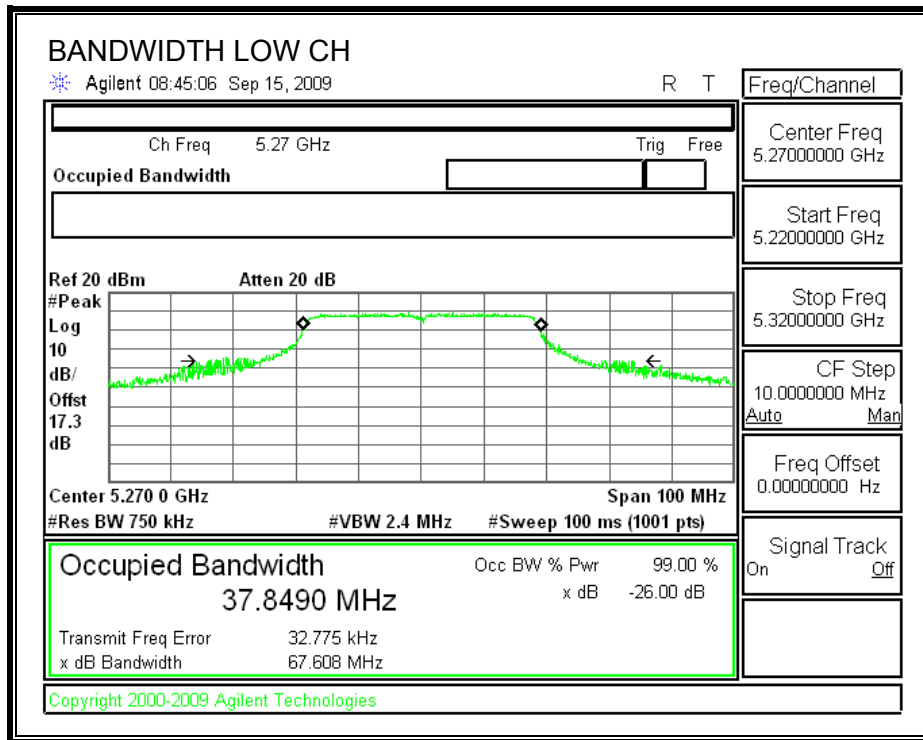 BANDWIDTH LOW CH
Agilent 08:45:06 Sep 15, 2009 R T
Freq/Channel
Ch Freq 5.27 GHz Trig Free
Occupied Bandwidth
Center Freq
5.27000000 GHz
Start Freq
5.22000000 GHz
Stop Freq
5.32000000 GHz
CF Step
10.0000000 MHz
Auto Man
Freq Offset
0.00000000 Hz
Signal Track
On Off
Ref 20 dBm Atten 20 dB
#Peak
Log
10
dB/
Offst
17.3
dB
Center 5.270 0 GHz Span 100 MHz
#Res BW 750 kHz #VBW 2.4 MHz #Sweep 100 ms (1001 pts)
Occupied Bandwidth Occ BW % Pwr 99.00 %
37.8490 MHz x dB -26.00 dB
Transmit Freq Error 32.775 kHz
x dB Bandwidth 67.608 MHz
Copyright 2000-2009 Agilent Technologies